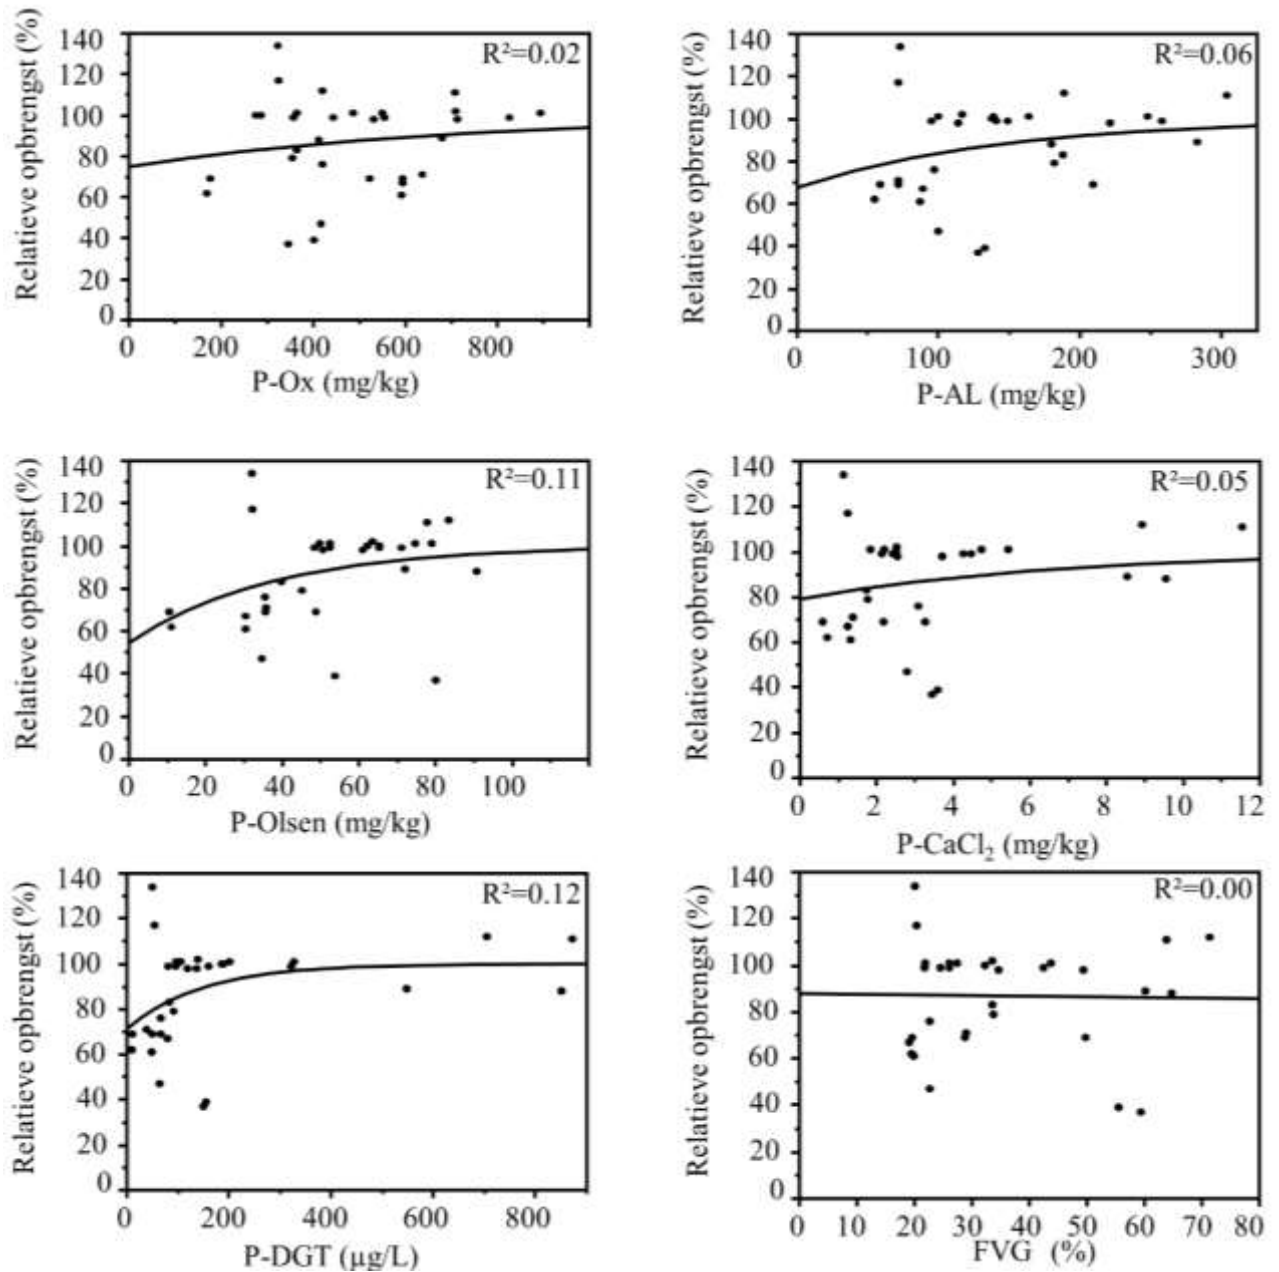 Relatieve opbrengst (%)
140
120
100
80
60
40
20
0
R²=0.02
0 200 400 600 800
P-Ox (mg/kg)
Relatieve opbrengst (%)
140
120
100
80
60
40
20
0
R²=0.06
0 100 200 300
P-AL (mg/kg)
Relatieve opbrengst (%)
140
120
100
80
60
40
20
0
R²=0.11
0 20 40 60 80 100
P-Olsen (mg/kg)
Relatieve opbrengst (%)
140
120
100
80
60
40
20
0
R²=0.05
0 2 4 6 8 10 12
P-CaCl₂ (mg/kg)
Relatieve opbrengst (%)
140
120
100
80
60
40
20
0
R²=0.12
0 200 400 600 800
P-DGT (µg/L)
Relatieve opbrengst (%)
140
120
100
80
60
40
20
0
R²=0.00
0 10 20 30 40 50 60 70 80
FVG (%)